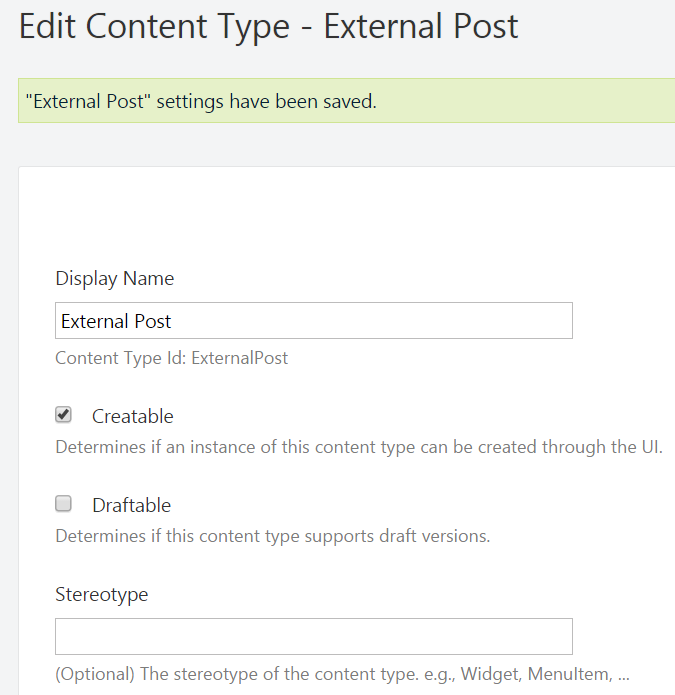 Edit Content Type - External Post
"External Post" settings have been saved.
Display Name
External Post
Content Type Id: ExternalPost
Creatable
Determines if an instance of this content type can be created through the UI.
Draftable
Determines if this content type supports draft versions.
Stereotype
(Optional) The stereotype of the content type. e.g., Widget, MenuItem, ...